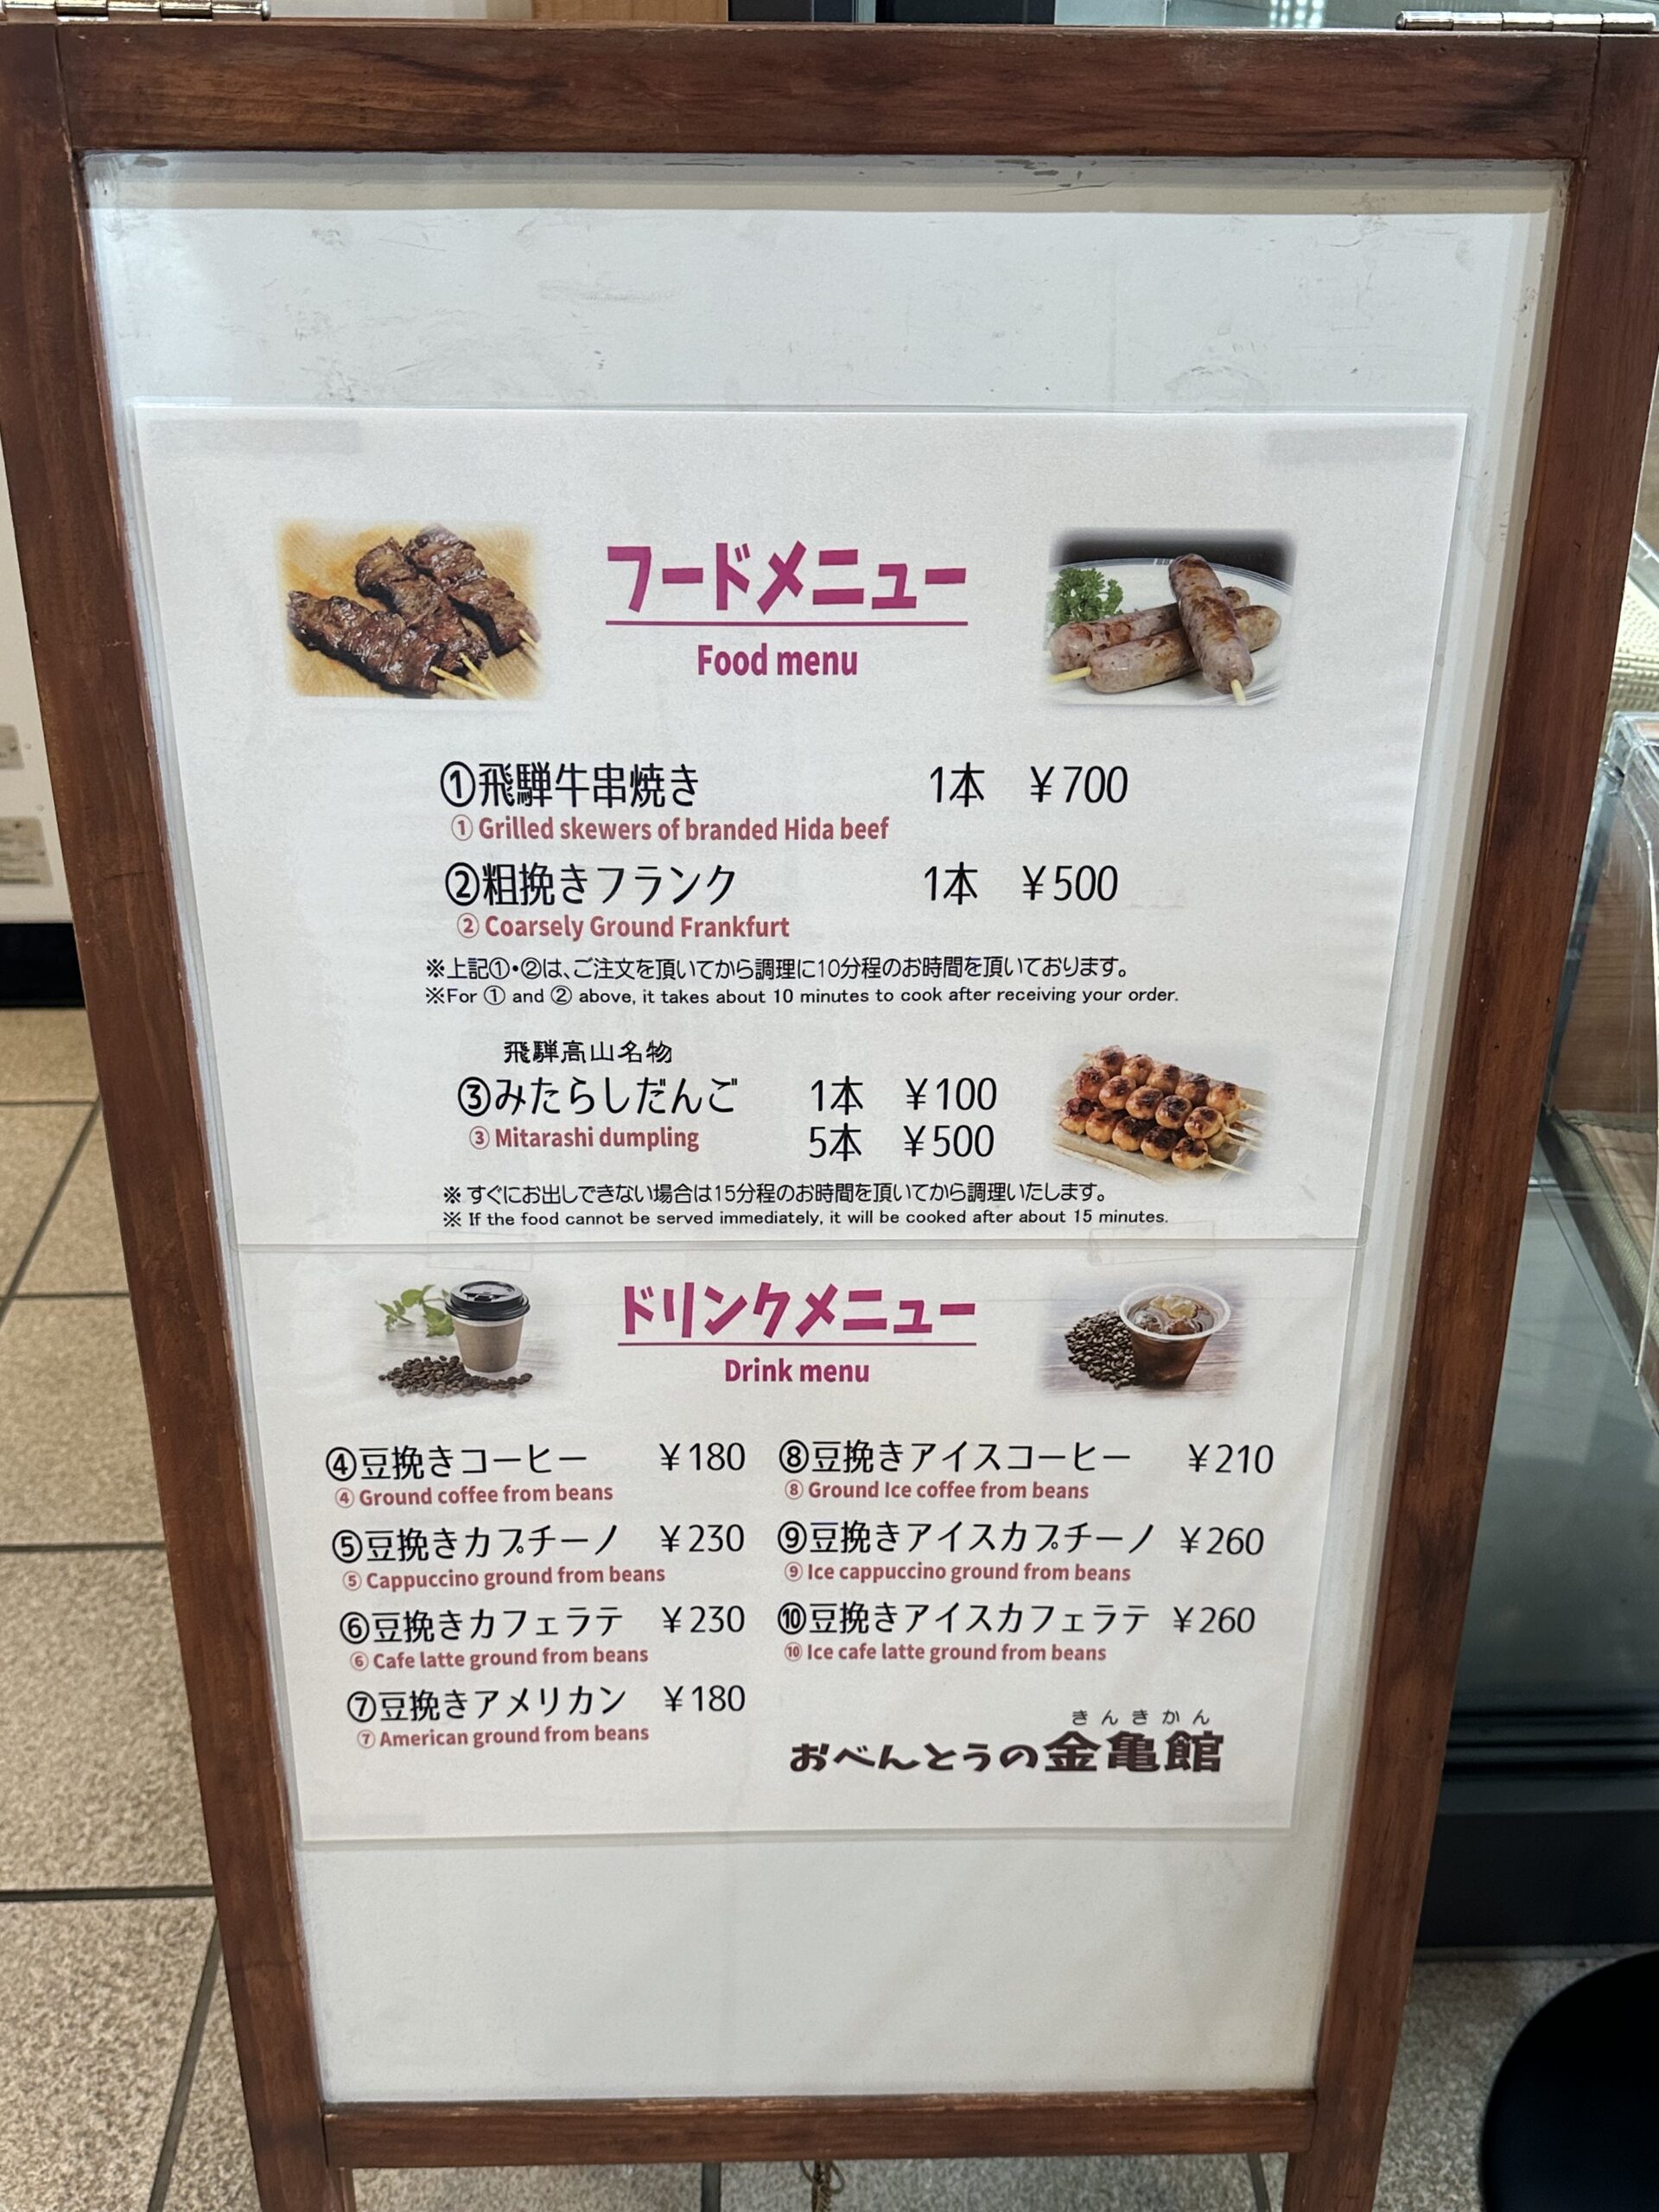 フードメニュー
Food menu
①飛騨牛串焼き 1本 ￥700
① Grilled skewers of branded Hida beef
②粗挽きフランク 1本 ￥500
② Coarsely Ground Frankfurt
※上記①・②は、ご注文を頂いてから調理に10分程のお時間を頂いております。
※For ① and ② above, it takes about 10 minutes to cook after receiving your order.
飛騨高山名物
③みたらしだんご 1本 ￥100
③ Mitarashi dumpling 5本 ￥500
※ すぐにお出しできない場合は15分程のお時間を頂いてから調理いたします。
※ If the food cannot be served immediately, it will be cooked after about 15 minutes.
ドリンクメニュー
Drink menu
④豆挽きコーヒー ￥180
④ Ground coffee from beans
⑤豆挽きカプチーノ ￥230
⑤ Cappuccino ground from beans
⑥豆挽きカフェラテ ￥230
⑥ Cafe latte ground from beans
⑦豆挽きアメリカン ￥180
⑦ American ground from beans
⑧豆挽きアイスコーヒー ￥210
⑧ Ground Ice coffee from beans
⑨豆挽きアイスカプチーノ ￥260
⑨ Ice cappuccino ground from beans
⑩豆挽きアイスカフェラテ ￥260
⑩ Ice cafe latte ground from beans
きんきかん
おべんとうの金亀館